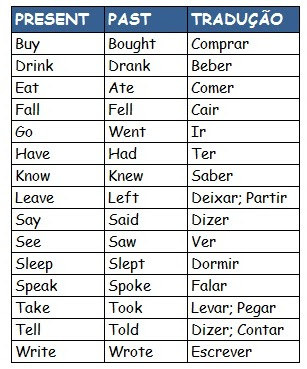 PRESENT PAST TRADUÇÃO
Buy Bought Comprar
Drink Drank Beber
Eat Ate Comer
Fall Fell Cair
Go Went Ir
Have Had Ter
Know Knew Saber
Leave Left Deixar; Partir
Say Said Dizer
See Saw Ver
Sleep Slept Dormir
Speak Spoke Falar
Take Took Levar; Pegar
Tell Told Dizer; Contar
Write Wrote Escrever